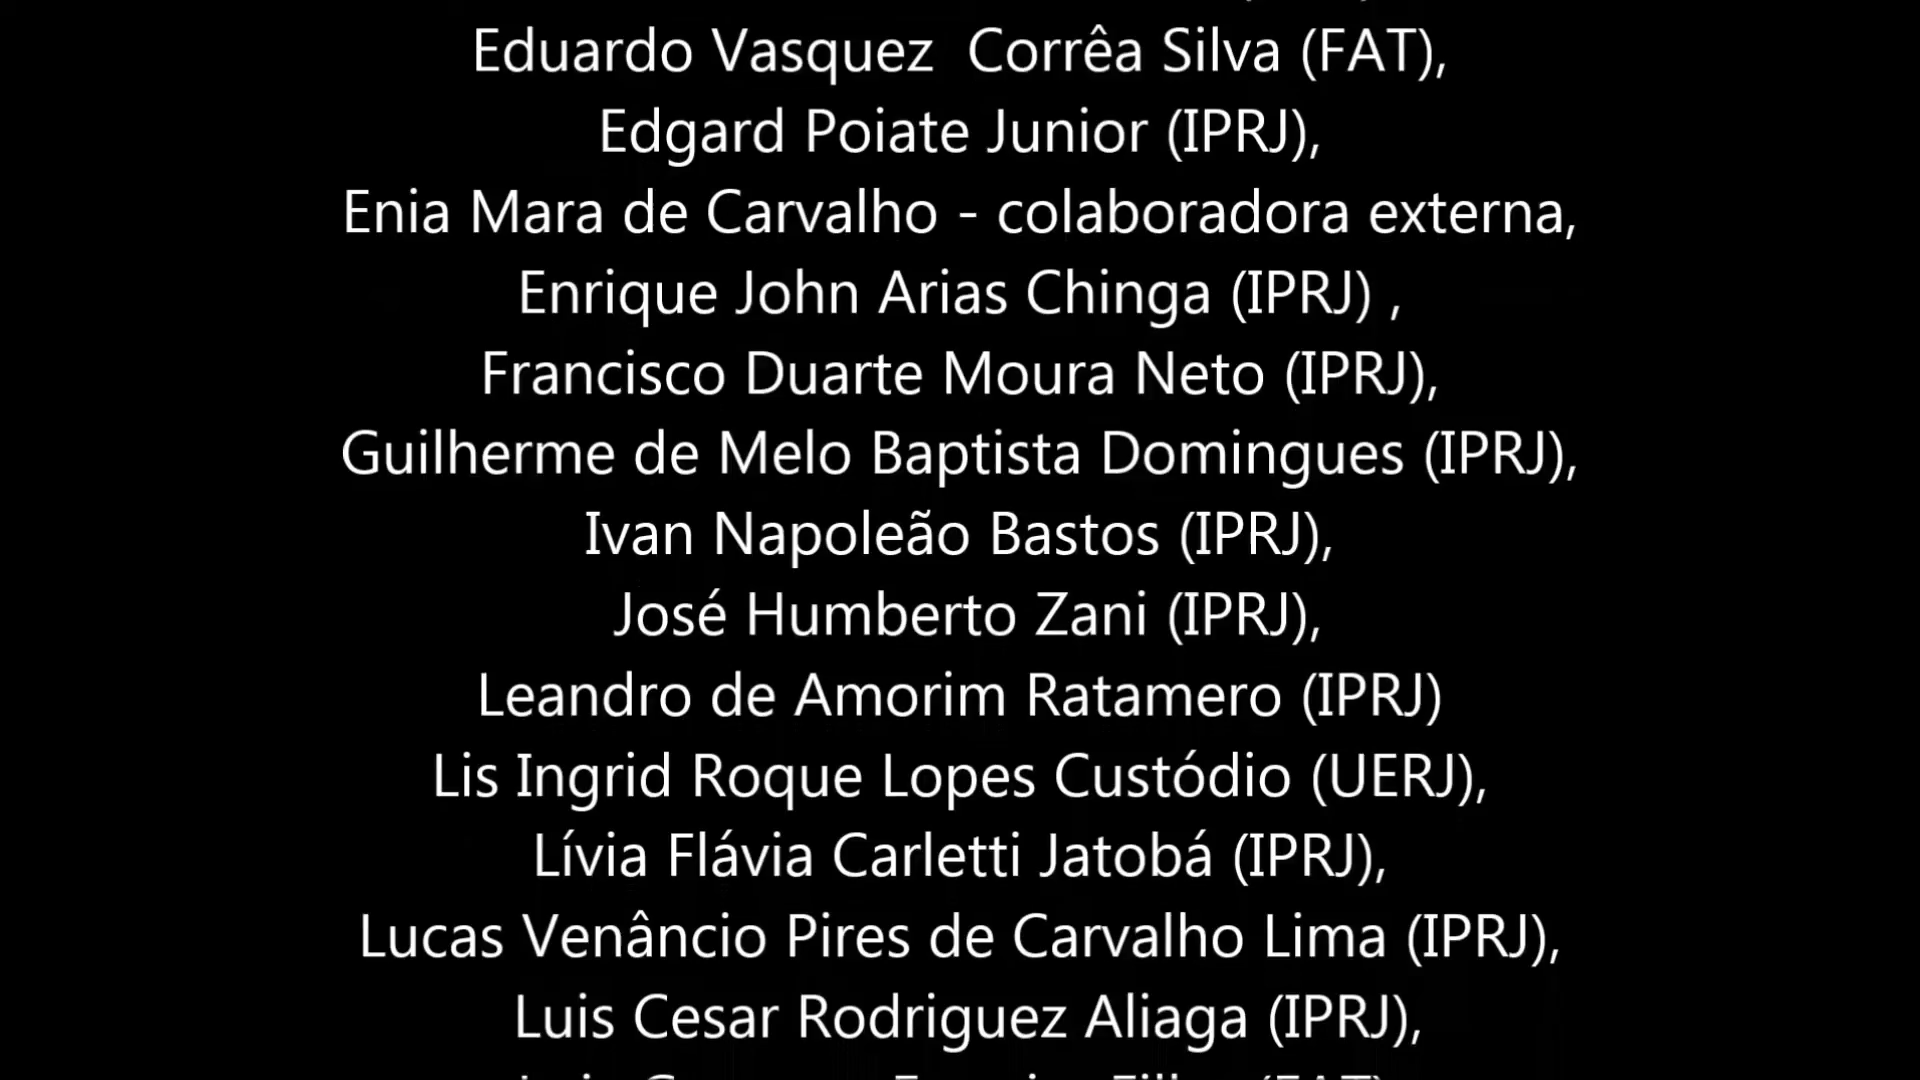 Eduardo Vasquez  Corrêa Silva (FAT),
Edgard Poiate Junior (IPRJ),
Enia Mara de Carvalho - colaboradora externa,
Enrique John Arias Chinga (IPRJ) ,
Francisco Duarte Moura Neto (IPRJ),
Guilherme de Melo Baptista Domingues (IPRJ),
Ivan Napoleão Bastos (IPRJ),
José Humberto Zani (IPRJ),
Leandro de Amorim Ratamero (IPRJ)
Lis Ingrid Roque Lopes Custódio (UERJ),
Lívia Flávia Carletti Jatobá (IPRJ),
Lucas Venâncio Pires de Carvalho Lima (IPRJ),
Luis Cesar Rodriguez Aliaga (IPRJ),